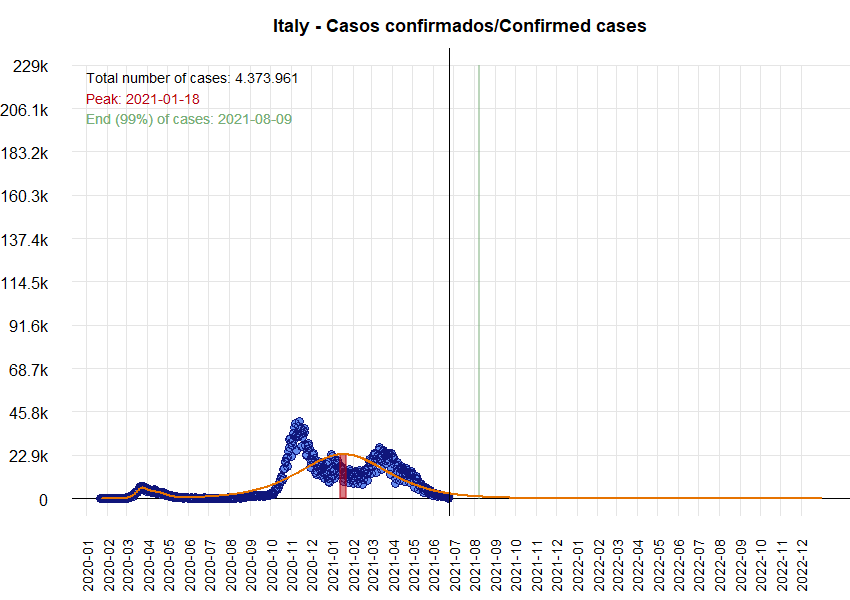 Italy - Casos confirmados/Confirmed cases
Total number of cases: 4.373.961
Peak: 2021-01-18
End (99%) of cases: 2021-08-09
229k
206.1k
183.2k
160.3k
137.4k
114.5k
91.6k
68.7k
45.8k
22.9k
0
2020-01
2020-02
2020-03
2020-04
2020-05
2020-06
2020-07
2020-08
2020-09
2020-10
2020-11
2020-12
2021-01
2021-02
2021-03
2021-04
2021-05
2021-06
2021-07
2021-08
2021-09
2021-10
2021-11
2021-12
2022-01
2022-02
2022-03
2022-04
2022-05
2022-06
2022-07
2022-08
2022-09
2022-10
2022-11
2022-12